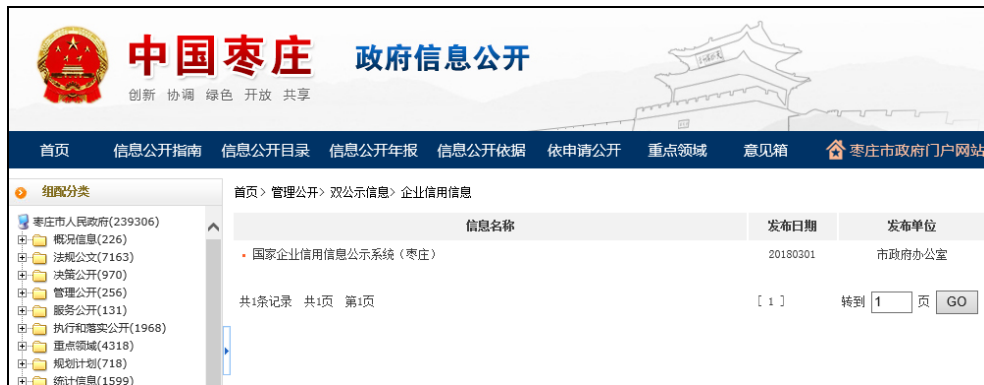 中国枣庄 政府信息公开
创新 协调 绿色 开放 共享
首页 信息公开指南 信息公开目录 信息公开年报 信息公开依据 依申请公开 重点领域 意见箱 枣庄市政府门户网站
组配分类
枣庄市人民政府(239306)
概况信息(226)
法规公文(7163)
决策公开(970)
管理公开(256)
服务公开(131)
执行和落实公开(1968)
重点领域(4318)
规划计划(718)
统计信息(1599)
首页> 管理公开> 双公示信息> 企业信用信息
信息名称 发布日期 发布单位
国家企业信用信息公示系统（枣庄） 20180301 市政府办公室
共1条记录 共1页 第1页 [ 1 ] 转到 1 页 GO